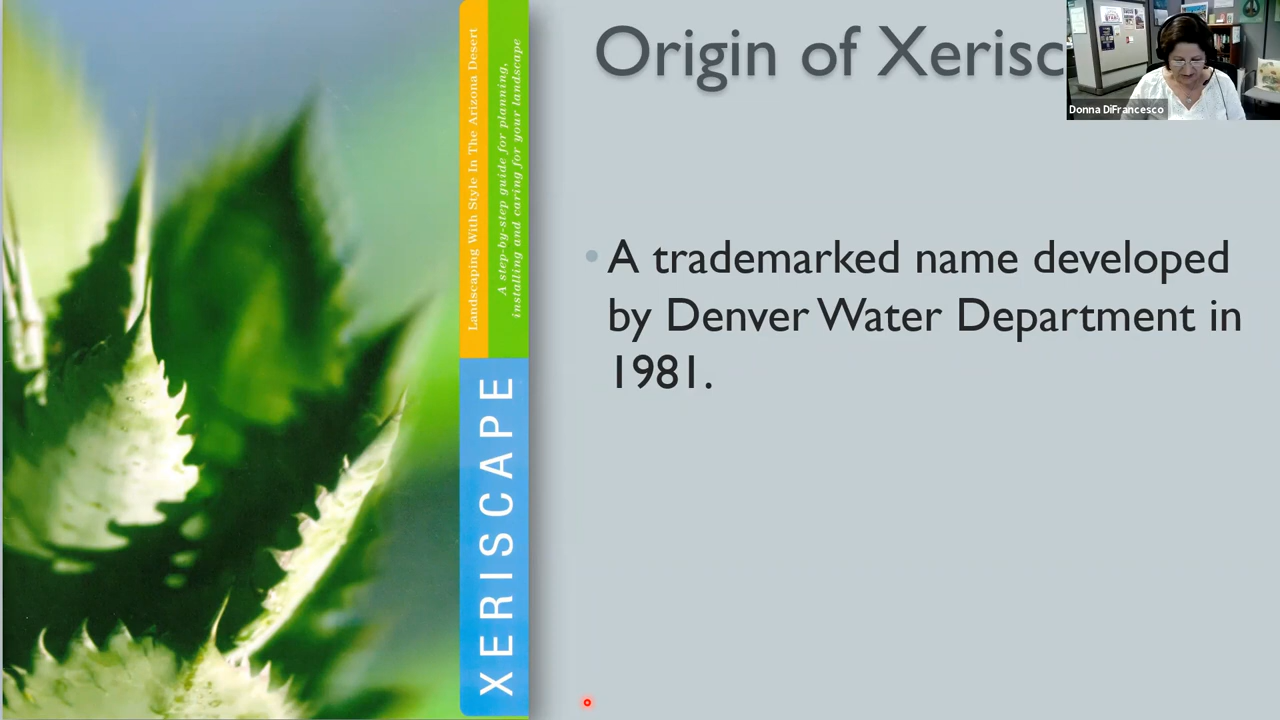 Origin of Xerisc
Donna DiFrancesco
Landscaping With Style In The Arizona Desert
A step-by-step guide for planning,
installing and caring for your landscape
XERISCAPE
• A trademarked name developed
by Denver Water Department in
1981.